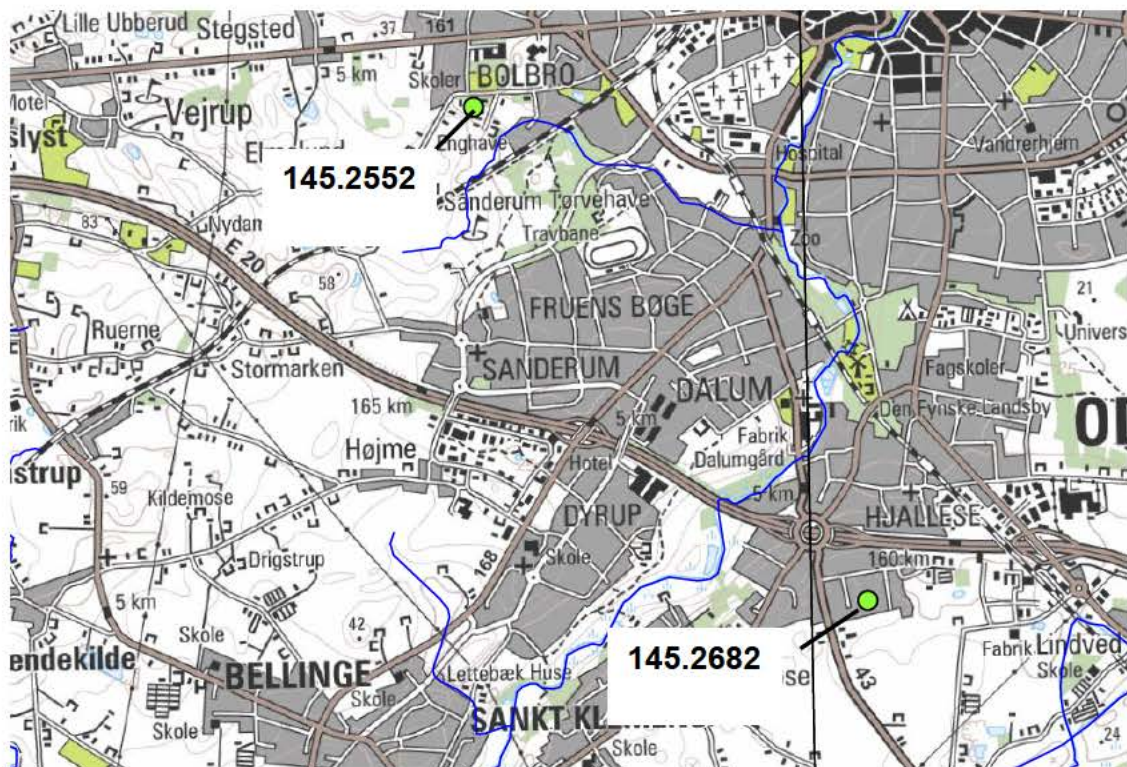 Lille Ubberud
Stegsted
37
161
5 km
Skoler
BOLBRO
Motel
Vejrup
slyst
Enghave
Hospital
Vandrerhjem
145.2552
Sanderum Tørvehave
83
Nydam
Travbane
Zoo
E 20
58
21
FRUENS BØGE
Ruerne
Univers
Stormarken
SANDERUM
Fagskoler
DALUM
165 km
5 km
Den Fynske Landsby
OD
rik
Højme
Fabrik
Hotel
Dalumgård
strup
59
Kildemose
5 km
DYRUP
HJALLESE
Drigstrup
168
Skole
160 km
5 km
42
Skole
145.2682
endekilde
Lettebæk Huse
Fabrik
Lindved
BELLINGE
Skole
Skole
43
Skole
SANKT KL
Skole
24